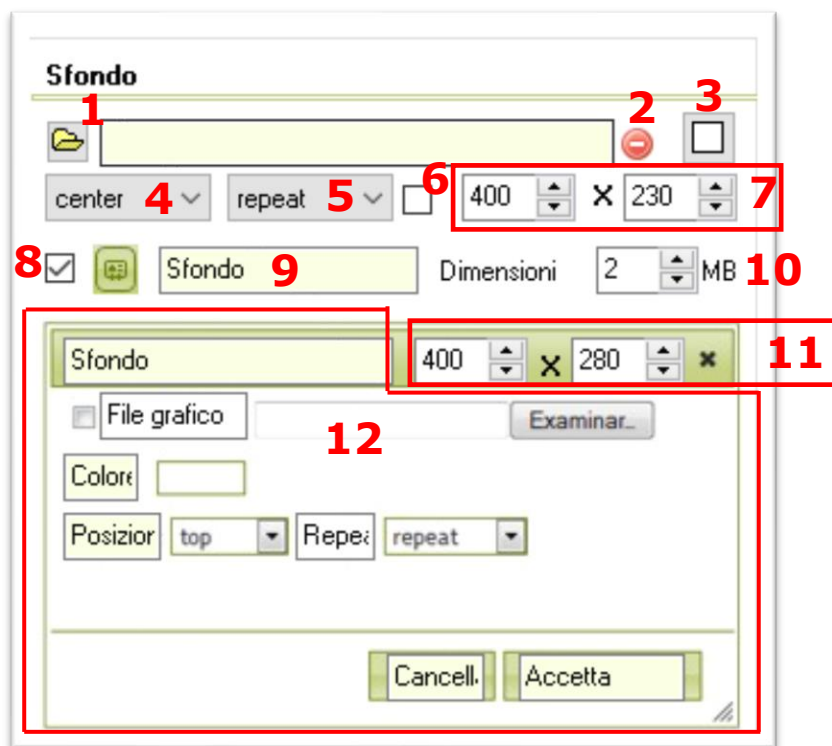 Sfondo
1 2 3
center 4 repeat 5 6 400 X 230 7
8 Sfondo 9 Dimensioni 2 MB 10
Sfondo 400 X 280 11
File grafico 12 Examinar..
Colore
Posizior top Repea repeat
Cancella Accetta